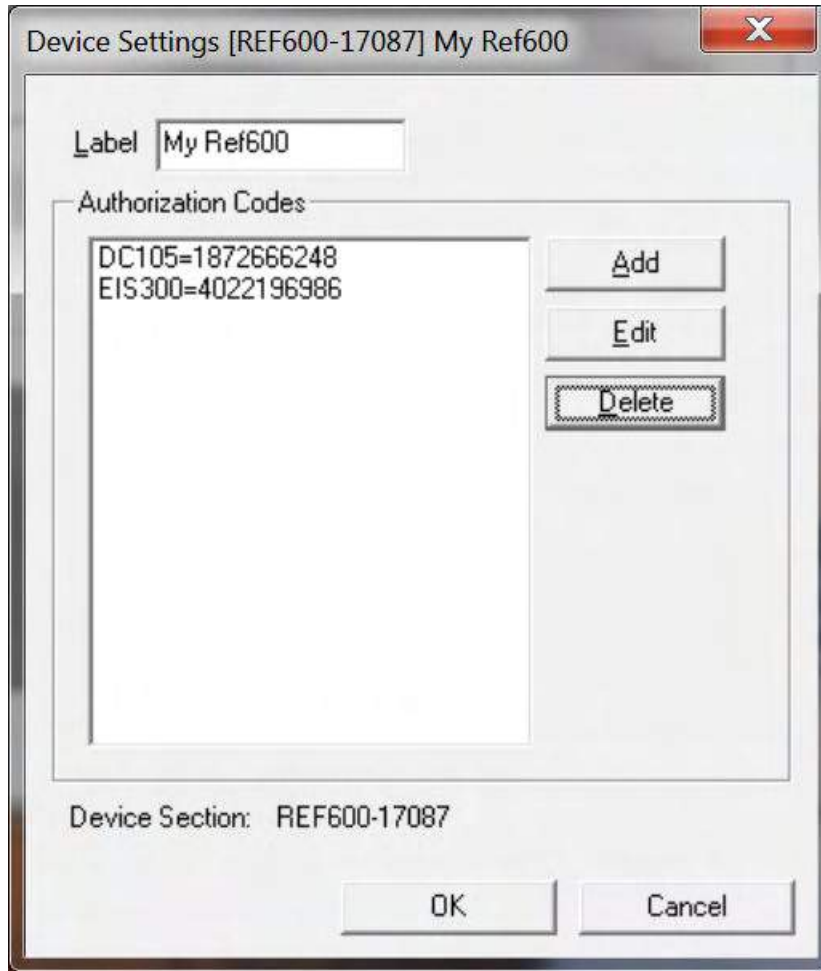 Device Settings [REF600-17087] My Ref600
Label My Ref600
Authorization Codes
DC105=1872666248
EIS300=4022196986
Add
Edit
Delete
Device Section: REF600-17087
OK Cancel